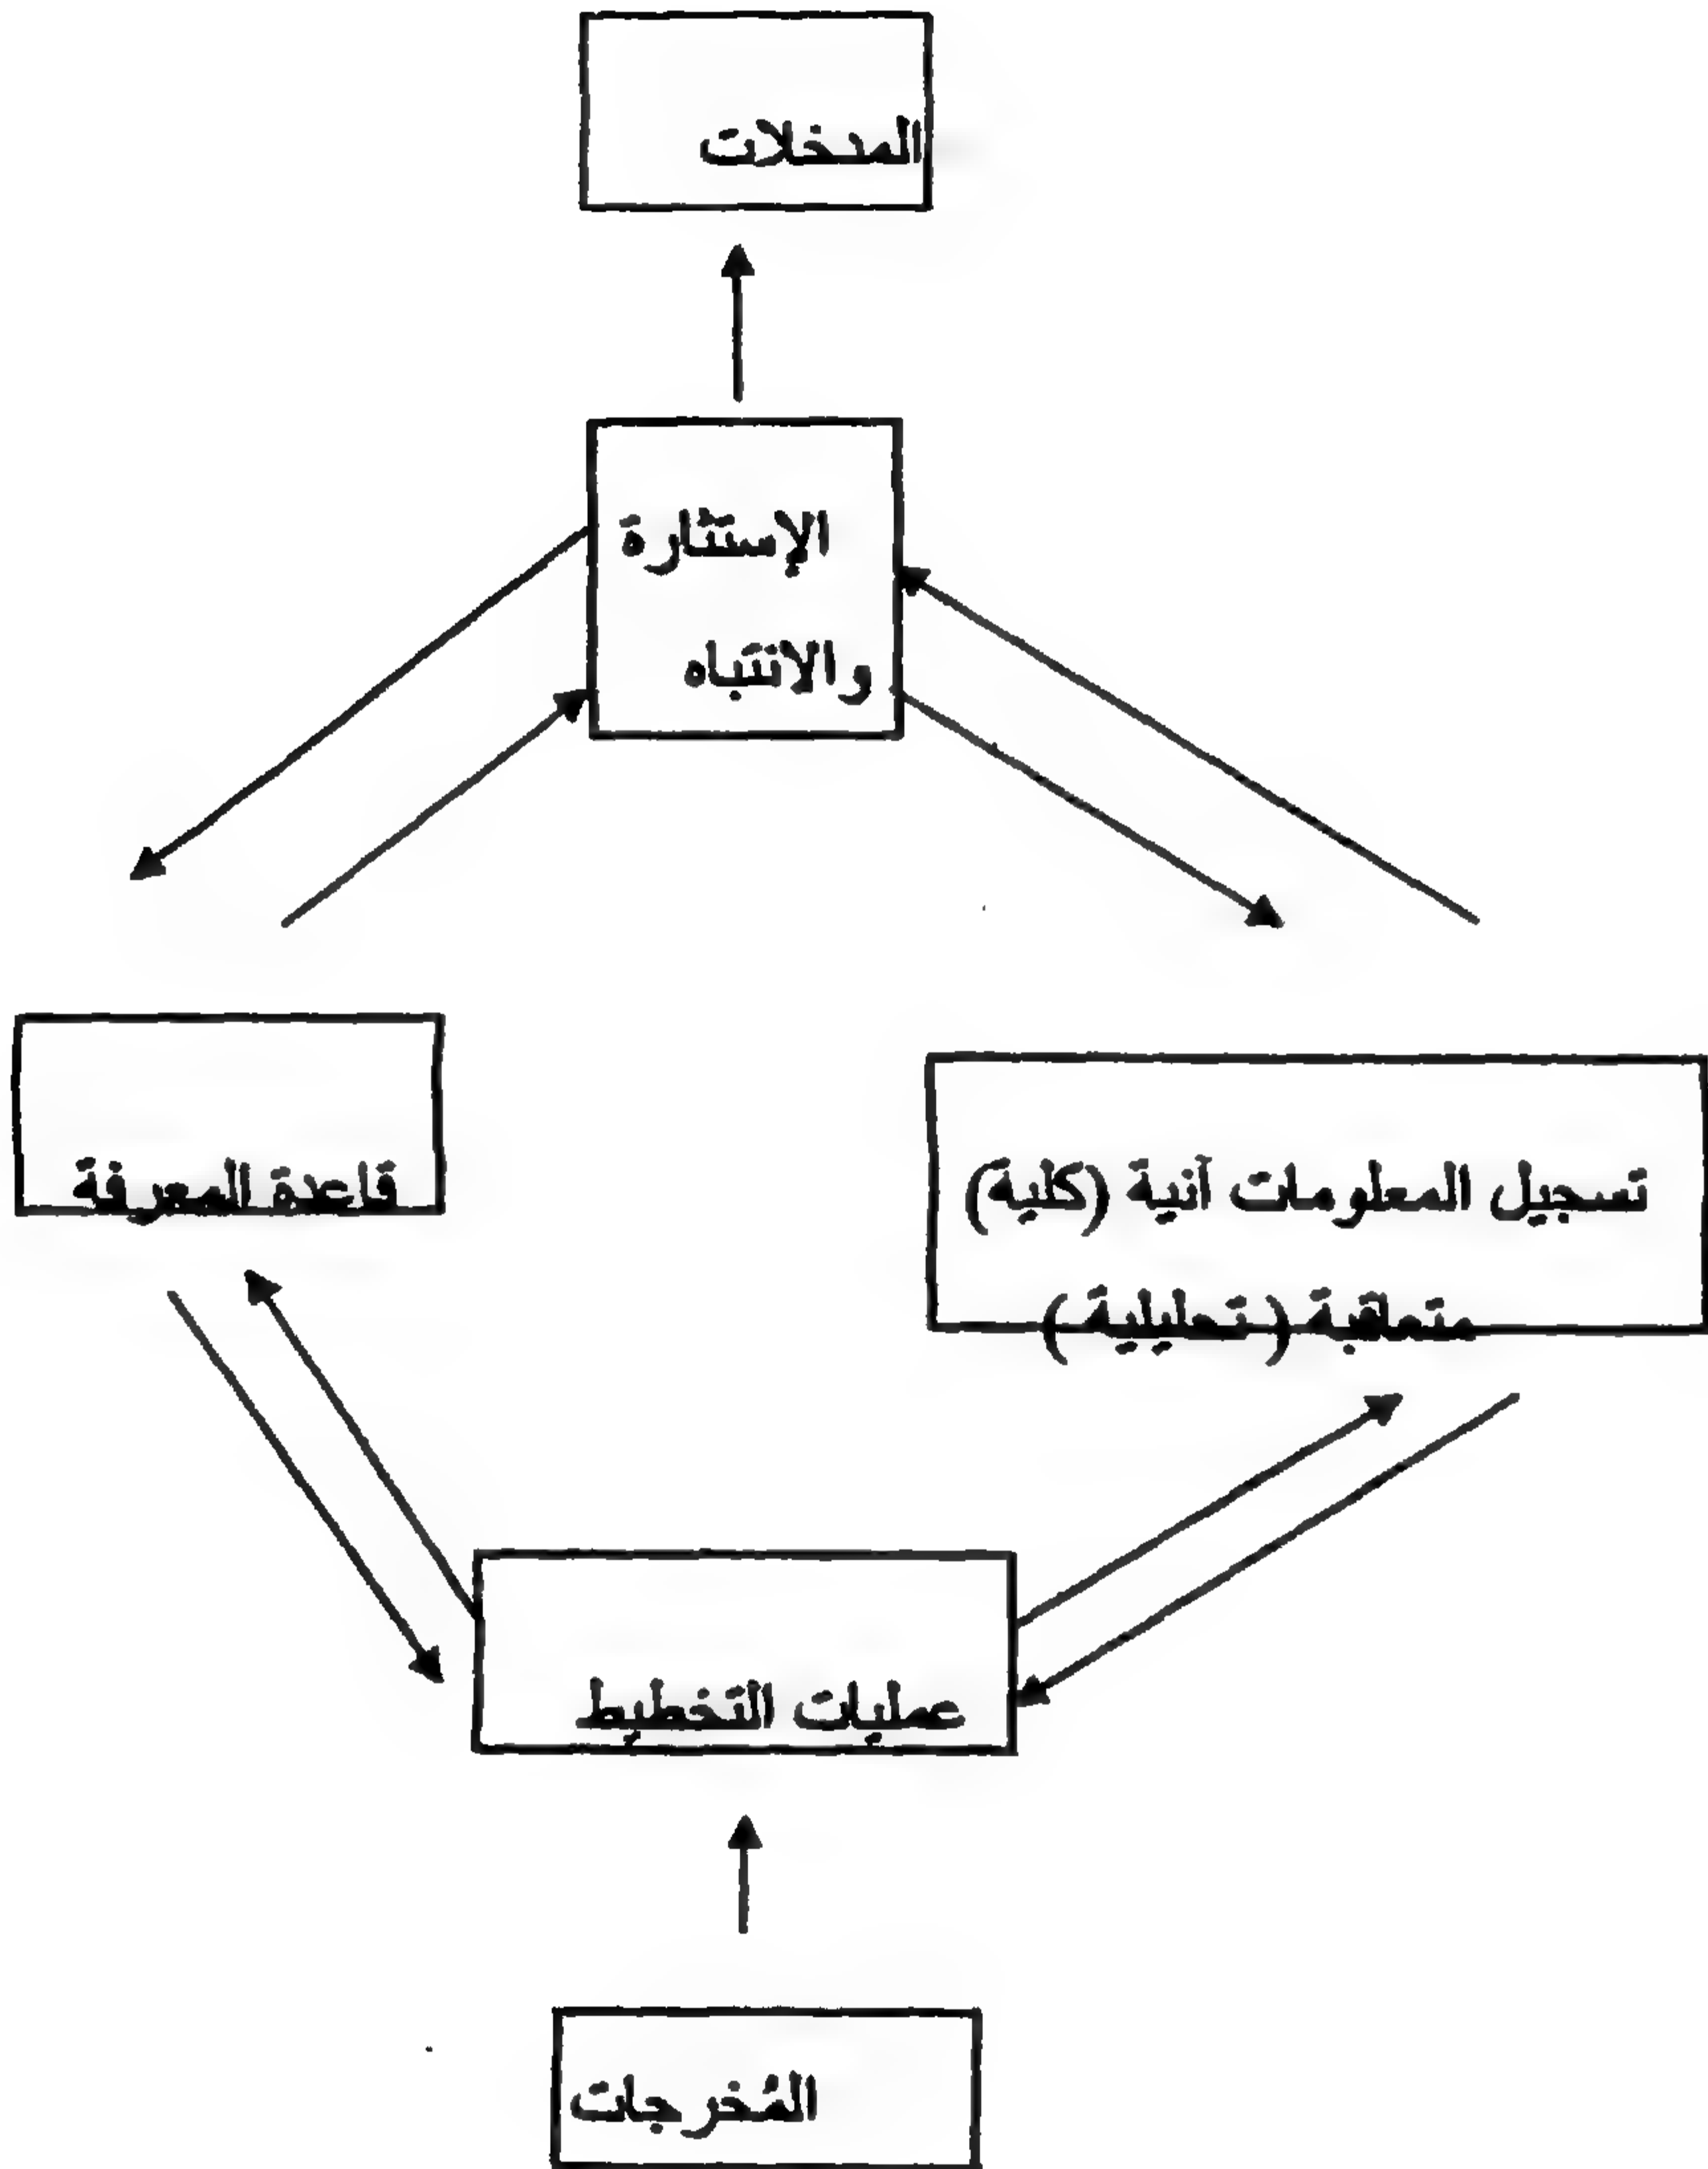 المدخلات
الإستثارة
والانتباه
تسجيل المعلومات آنية (كلية)
متعاقبة (تحليلية)
قاعدة المعرفة
عمليات التخطيط
المُخرجات